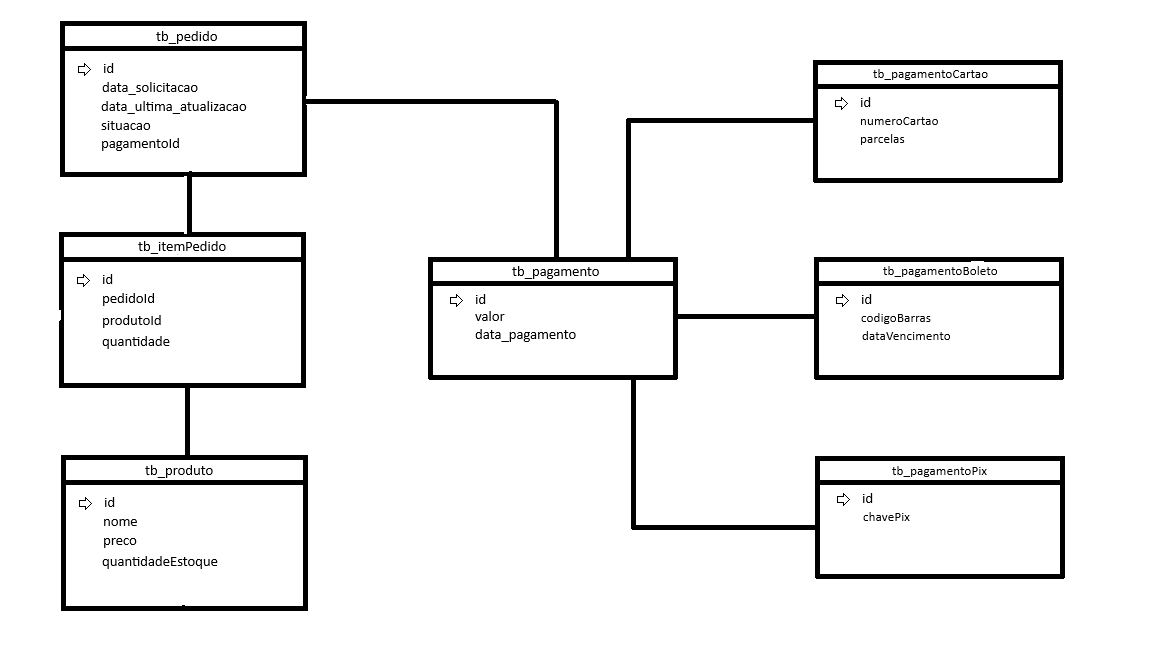 tb_pedido
id
data_solicitacao
data_ultima_atualizacao
situacao
pagamentoId
tb_itemPedido
id
pedidoId
produtoId
quantidade
tb_produto
id
nome
preco
quantidadeEstoque
tb_pagamento
id
valor
data_pagamento
tb_pagamentoCartao
id
numeroCartao
parcelas
tb_pagamentoBoleto
id
codigoBarras
dataVencimento
tb_pagamentoPix
id
chavePix